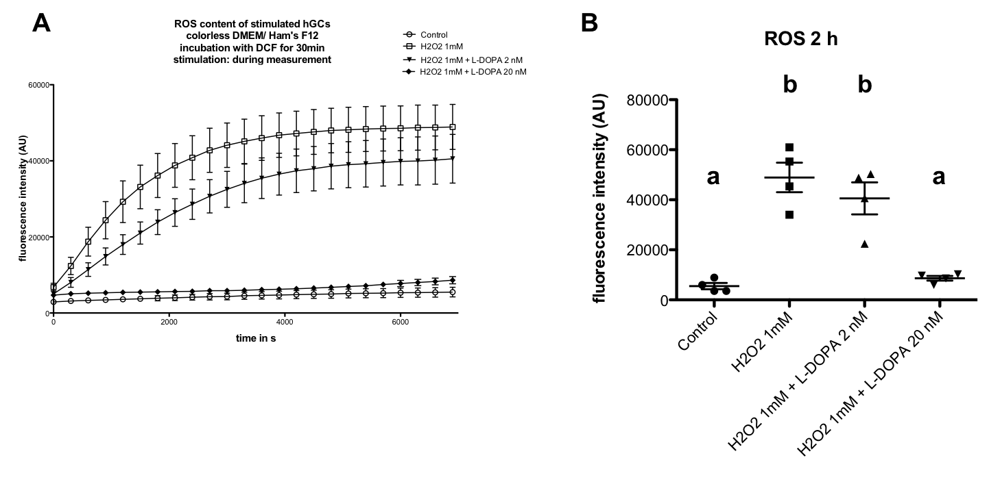 A
ROS content of stimulated hGCs
colorless DMEM/ Ham's F12
incubation with DCF for 30min
stimulation: during measurement
Control
H2O2 1mM
H2O2 1mM + L-DOPA 2 nM
H2O2 1mM + L-DOPA 20 nM
fluorescence intensity (AU)
60000
40000
20000
0
0
2000
4000
6000
time in s
B
ROS 2 h
fluorescence intensity (AU)
80000
60000
40000
20000
0
a
b
b
a
Control
H2O2 1mM
H2O2 1mM + L-DOPA 2 nM
H2O2 1mM + L-DOPA 20 nM